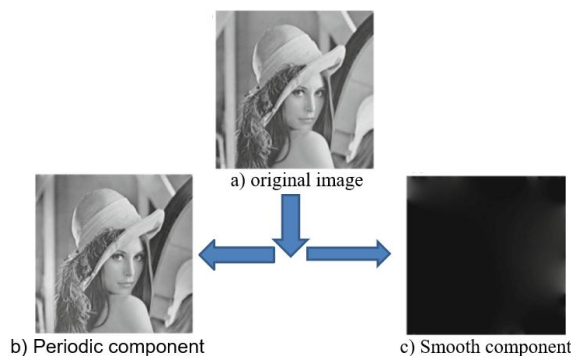 a) original image
b) Periodic component
c) Smooth component